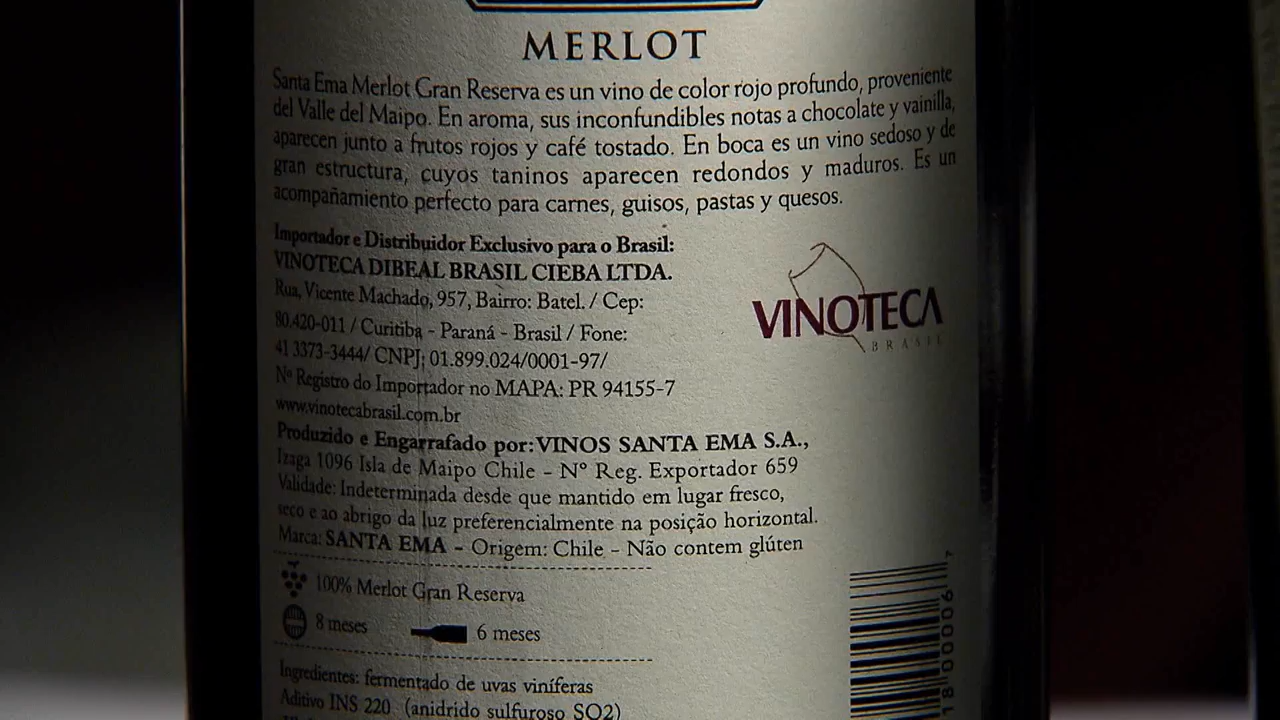 MERLOT
Santa Ema Merlot Gran Reserva es un vino de color rojo profundo, proveniente
del Valle del Maipo. En aroma, sus inconfundibles notas a chocolate y vainilla,
aparecen junto a frutos rojos y café tostado. En boca es un vino sedoso y de
gran estructura, cuyos taninos aparecen redondos y maduros. Es un
acompañamiento perfecto para carnes, guisos, pastas y quesos.
Importador e Distribuidor Exclusivo para o Brasil:
VINOTECA DIBEAL BRASIL CIEBA LTDA.
Rua, Vicente Machado, 957, Bairro: Batel. / Cep:
80.420-011 / Curitiba - Paraná - Brasil / Fone:
41 3373-3444/ CNPJ: 01.899.024/0001-97/
Nº Registro do Importador no MAPA: PR 94155-7
www.vinotecabrasil.com.br
VINOTECA
BRASIL
Produzido e Engarrafado por: VINOS SANTA EMA S.A.,
Izaga 1096 Isla de Maipo Chile - Nº Reg. Exportador 659
Validade: Indeterminada desde que mantido em lugar fresco,
seco e ao abrigo da luz preferencialmente na posição horizontal.
Marca: SANTA EMA - Origem: Chile - Não contem glúten
100% Merlot Gran Reserva
8 meses 6 meses
Ingredientes: fermentado de uvas viníferas
Aditivo INS 220 (anidrido sulfuroso SO2)
18 00006 7